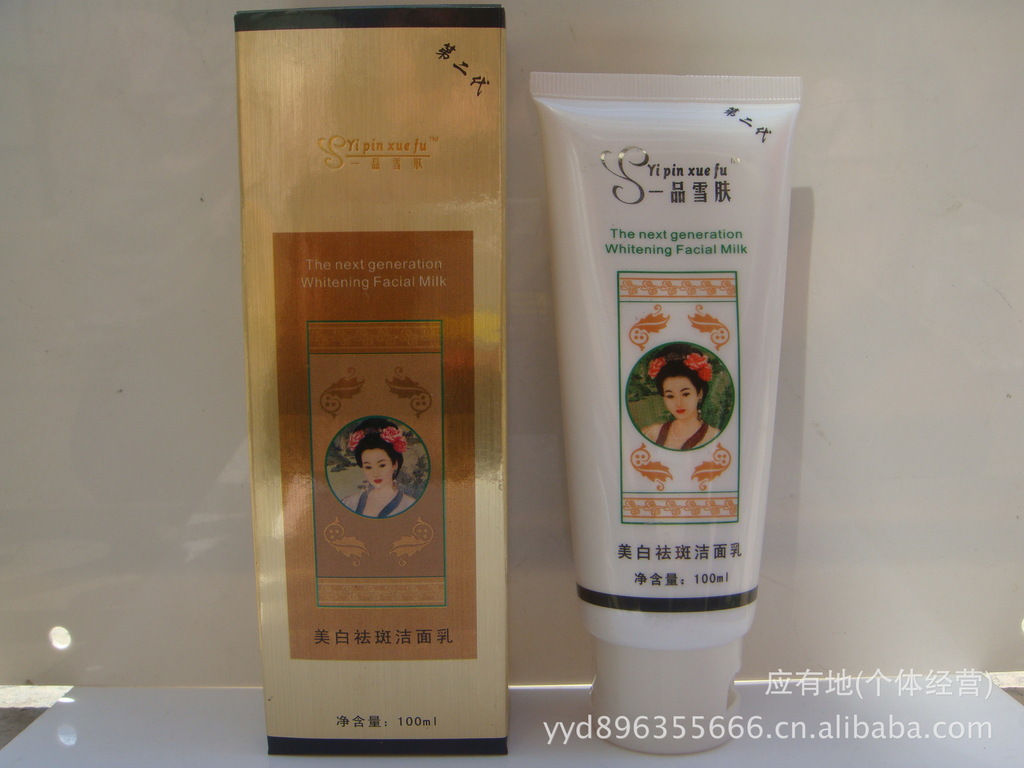 第二代
Yi pin xue fu™
一品雪肤
The next generation
Whitening Facial Milk
美白祛斑洁面乳
净含量：100ml
第二代
Yi pin xue fu™
一品雪肤
The next generation
Whitening Facial Milk
美白祛斑洁面乳
净含量：100ml
应有地(个体经营)
yyd896355666.cn.alibaba.com